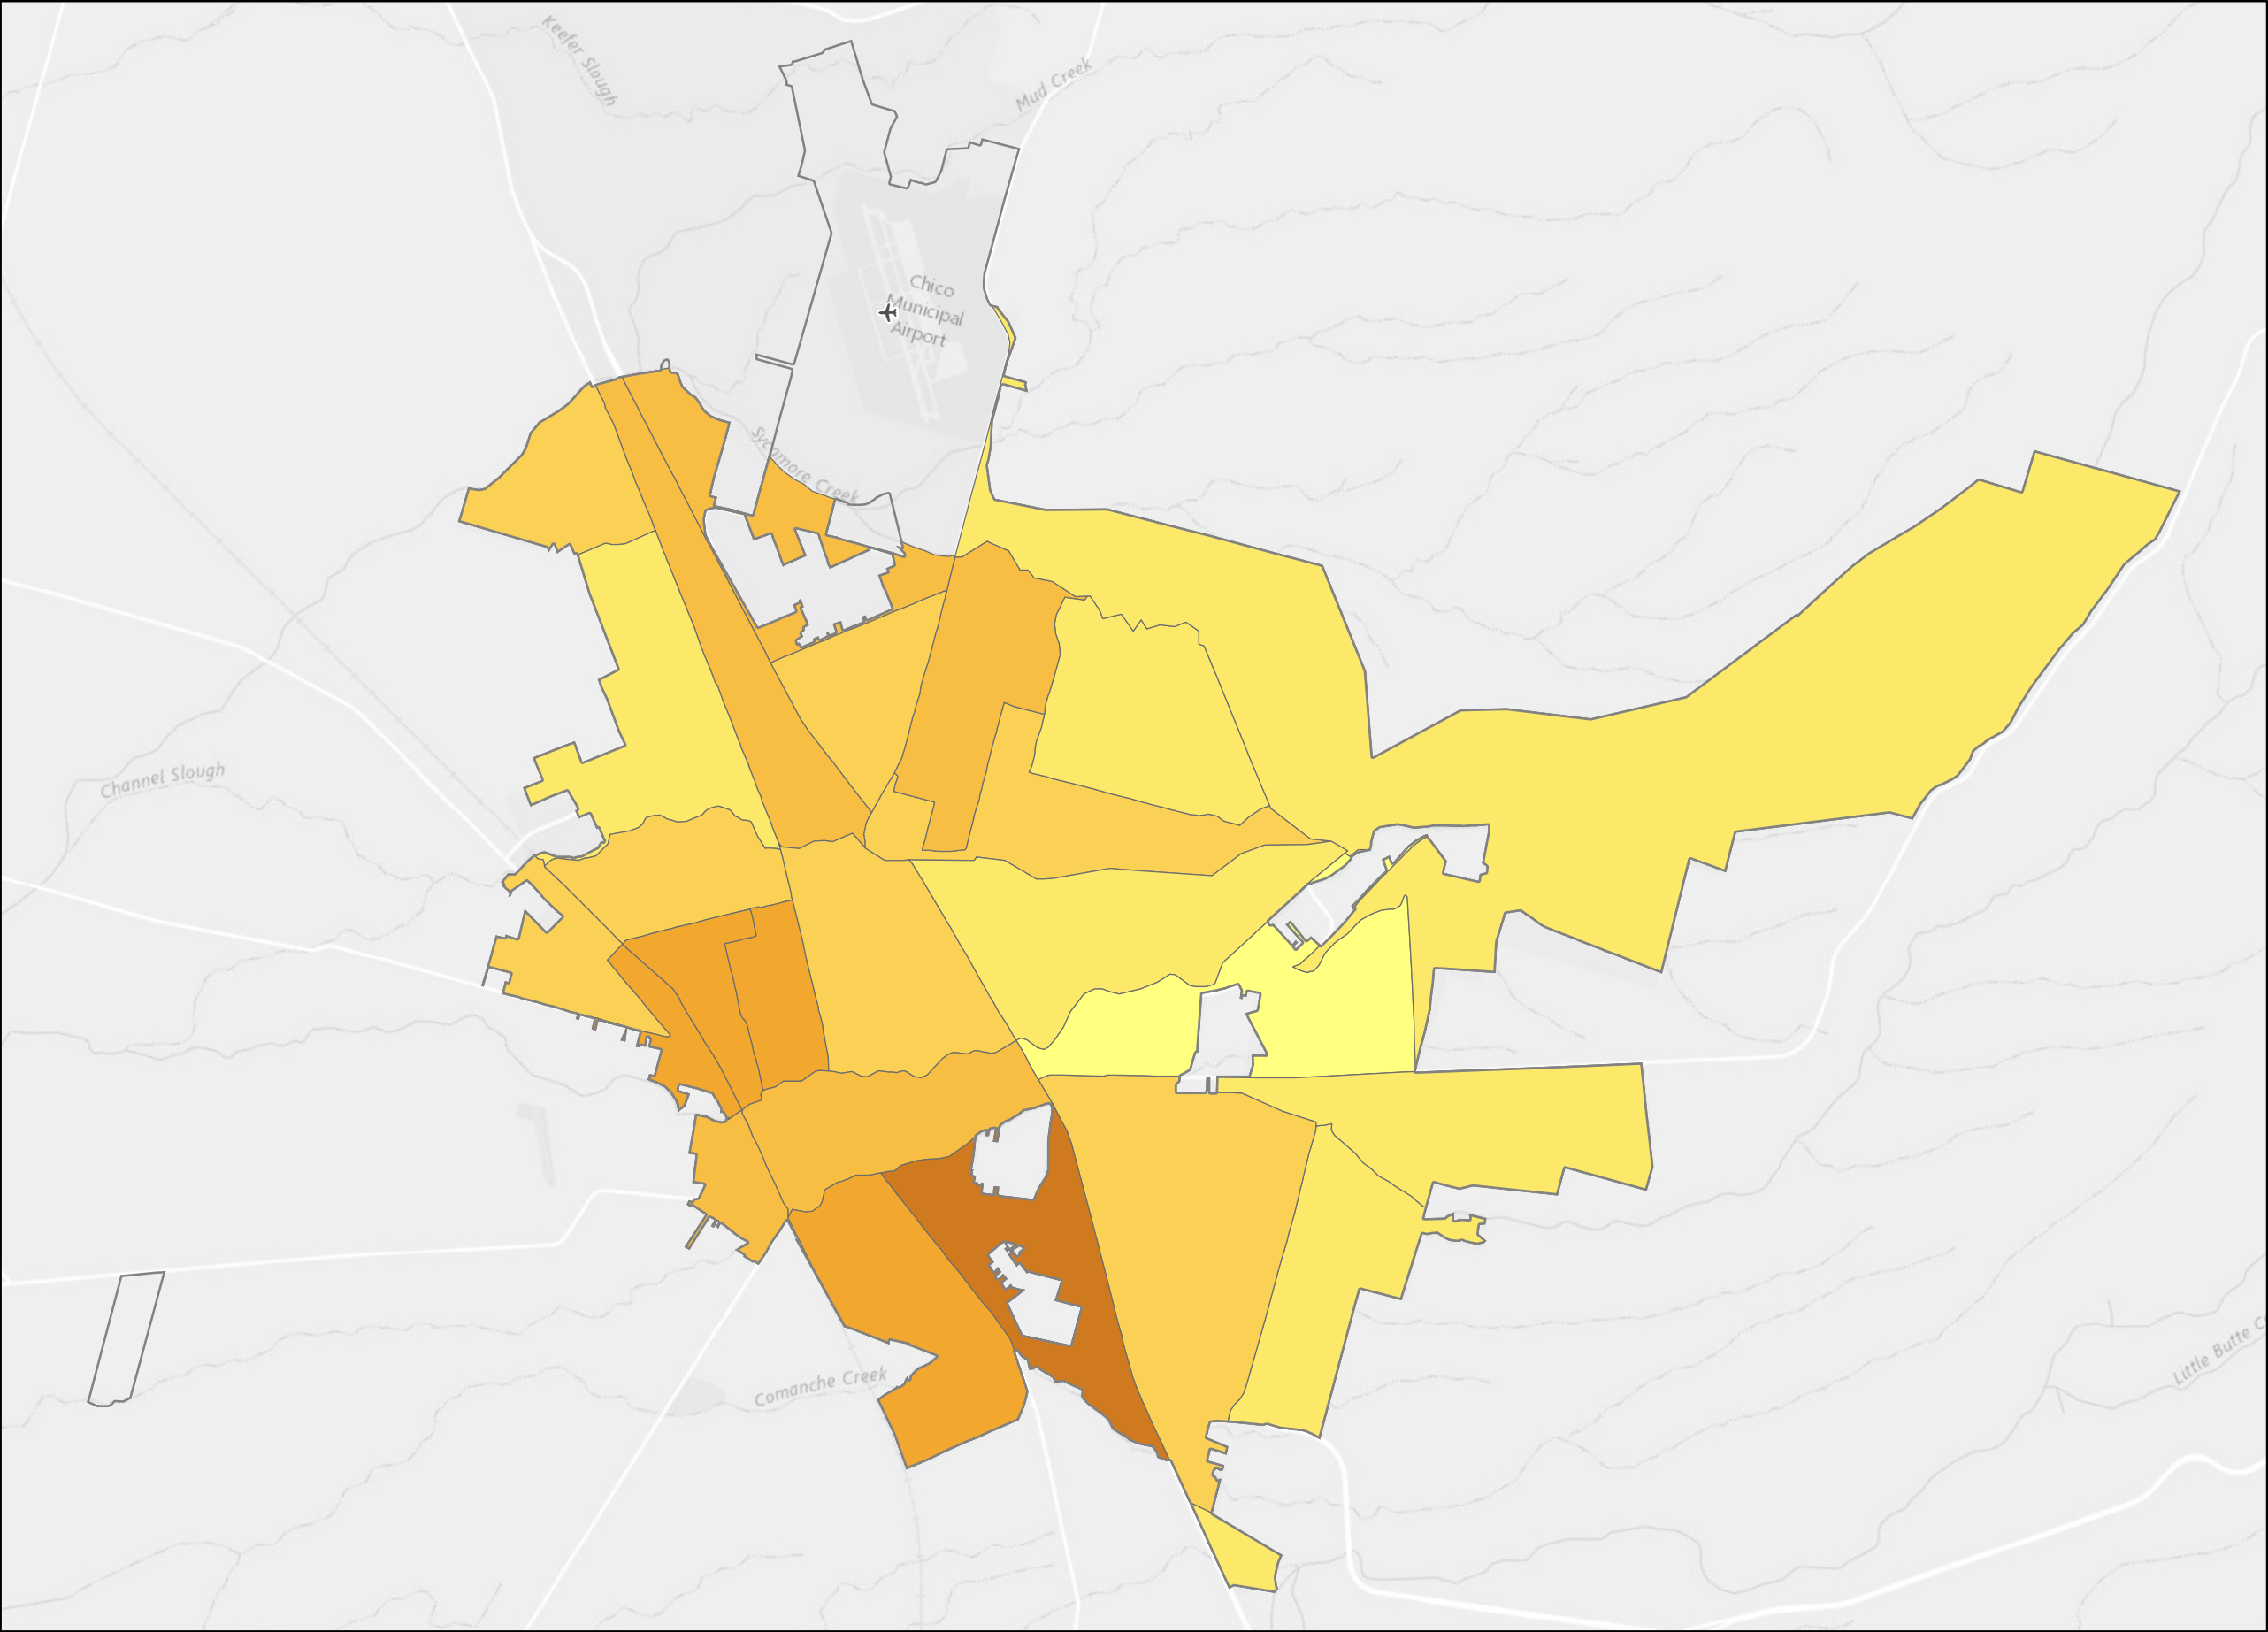 Keefer Slough
Mud Creek
Chico
Municipal
Airport
Sycamore Creek
Channel Slough
Comanche Creek
Little Butte C